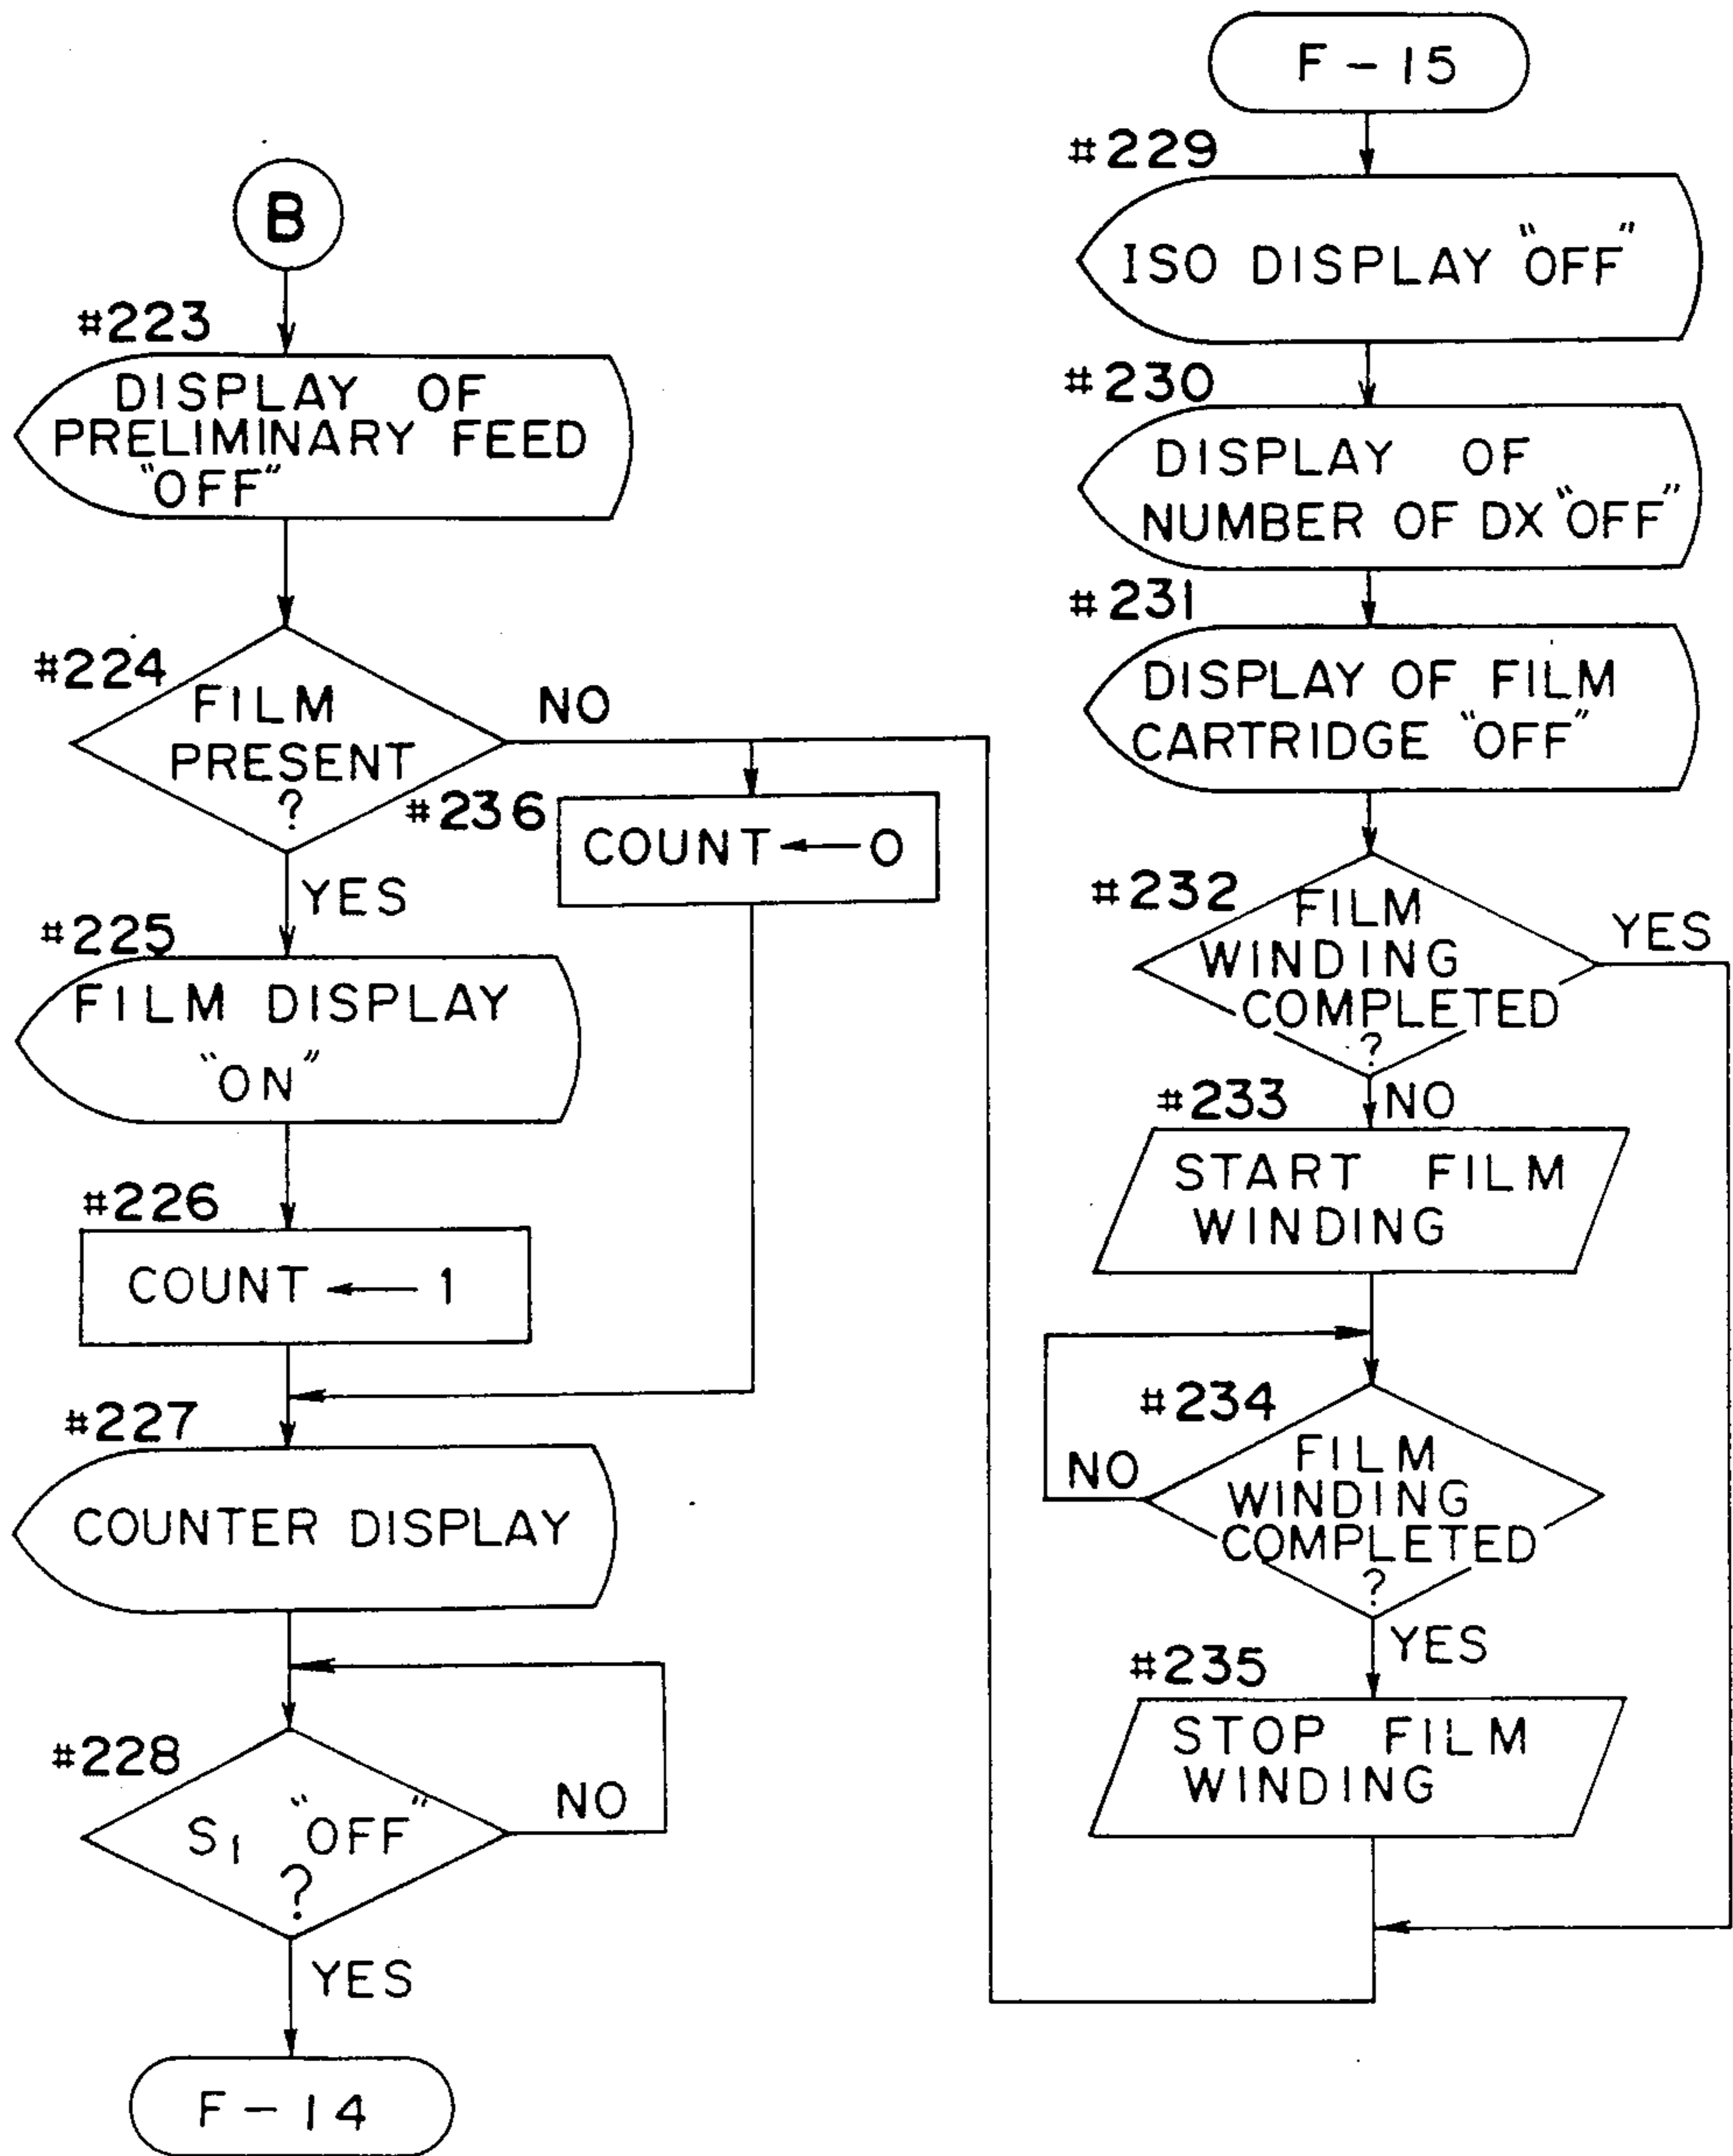 B
#223
DISPLAY OF
PRELIMINARY FEED
"OFF"
#224
FILM
PRESENT
?
NO
YES
#236
COUNT ← 0
#225
FILM DISPLAY
"ON"
#226
COUNT ← 1
#227
COUNTER DISPLAY
#228
S1 "OFF"
?
NO
YES
F-14
F-15
#229
ISO DISPLAY "OFF"
#230
DISPLAY OF
NUMBER OF DX "OFF"
#231
DISPLAY OF FILM
CARTRIDGE "OFF"
#232
FILM
WINDING
COMPLETED
?
YES
NO
#233
START FILM
WINDING
#234
FILM
WINDING
COMPLETED
?
NO
YES
#235
STOP FILM
WINDING